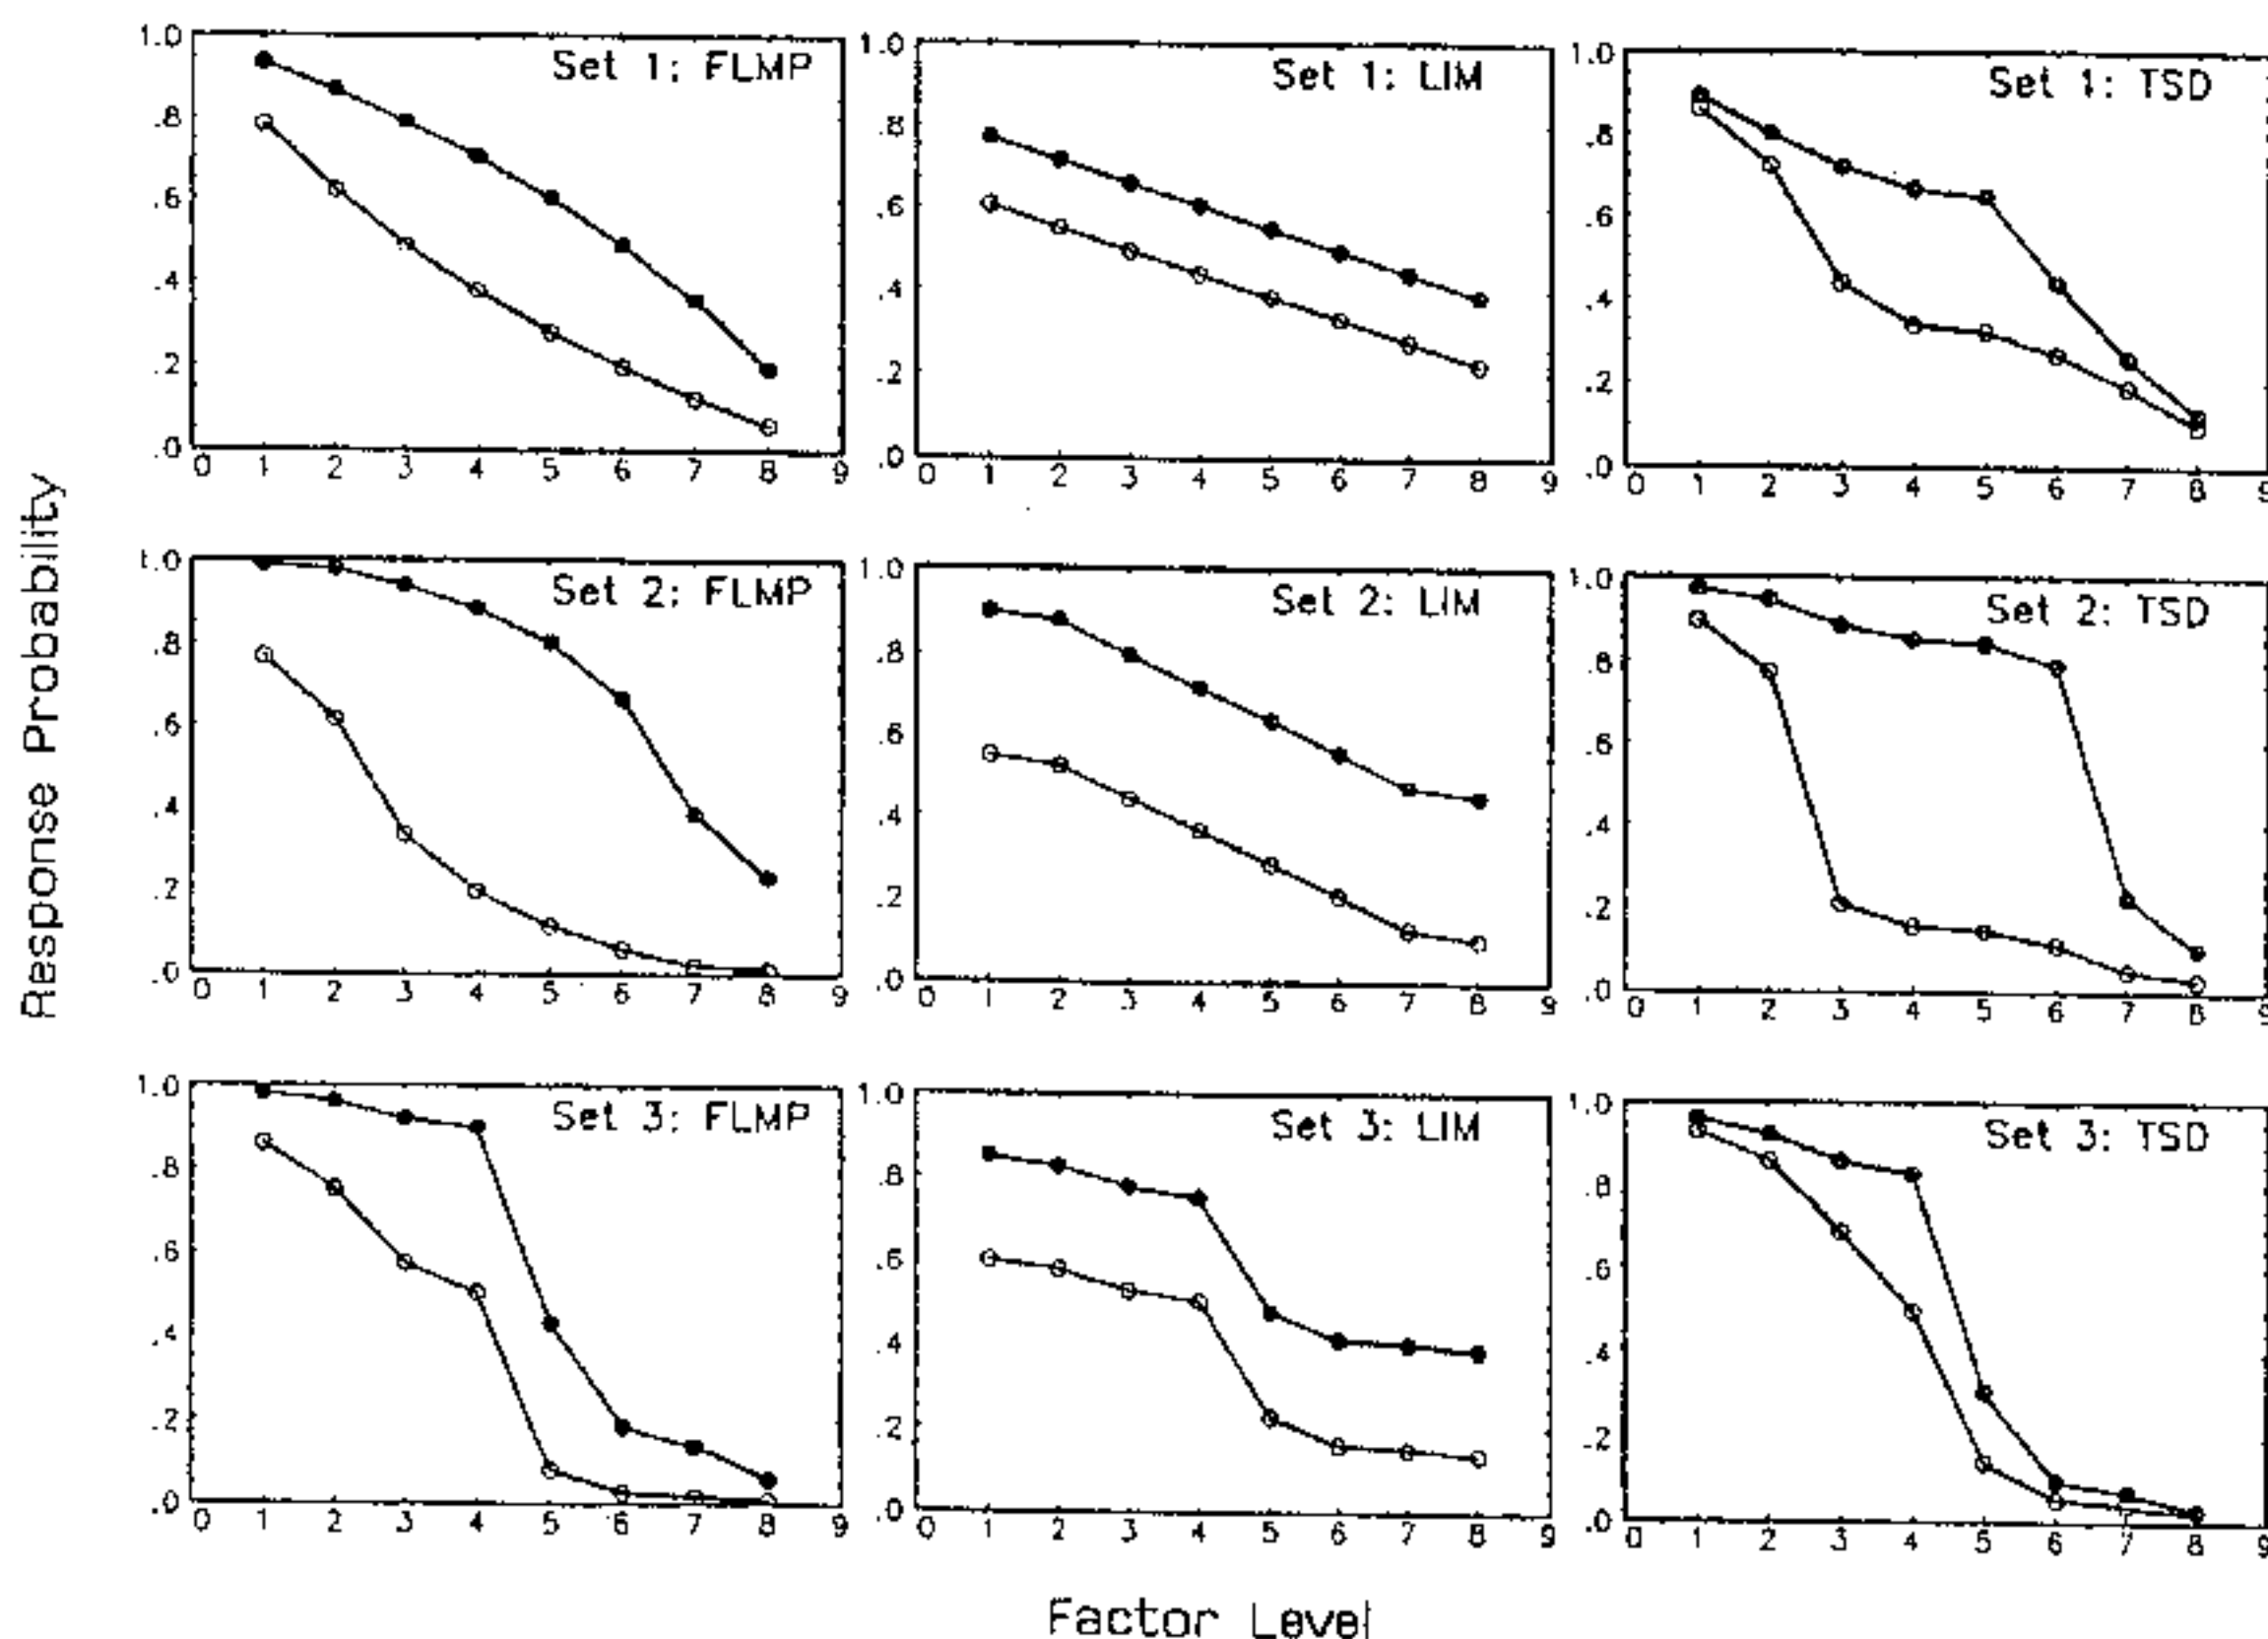 Response Probability
Set 1: FLMP
1.0
.8
.6
.4
.2
.0
0 1 2 3 4 5 6 7 8 9
Set 1: LIM
1.0
.8
.6
.4
.2
.0
0 1 2 3 4 5 6 7 8 9
Set 1: TSD
1.0
.8
.6
.4
.2
.0
0 1 2 3 4 5 6 7 8 9
Set 2: FLMP
1.0
.8
.6
.4
.2
.0
0 1 2 3 4 5 6 7 8 9
Set 2: LIM
1.0
.8
.6
.4
.2
.0
0 1 2 3 4 5 6 7 8 9
Set 2: TSD
1.0
.8
.6
.4
.2
.0
0 1 2 3 4 5 6 7 8 9
Set 3: FLMP
1.0
.8
.6
.4
.2
.0
0 1 2 3 4 5 6 7 8 9
Set 3: LIM
1.0
.8
.6
.4
.2
.0
0 1 2 3 4 5 6 7 8 9
Set 3: TSD
1.0
.8
.6
.4
.2
.0
0 1 2 3 4 5 6 7 8 9
Factor Level